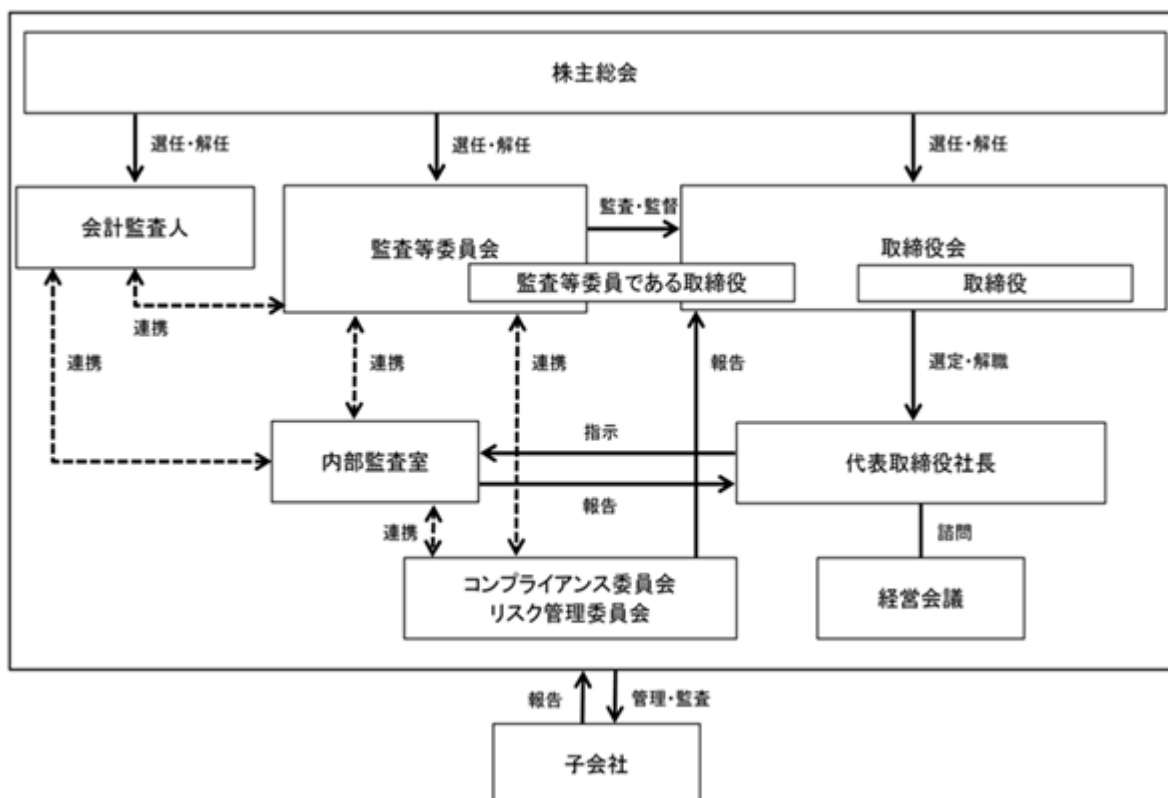 株主総会
選任・解任
選任・解任
選任・解任
会計監査人
監査等委員会
監査・監督
取締役会
監査等委員である取締役
取締役
連携
連携
連携
連携
報告
選定・解職
内部監査室
指示
報告
代表取締役社長
連携
諮問
コンプライアンス委員会
リスク管理委員会
経営会議
報告
管理・監査
子会社